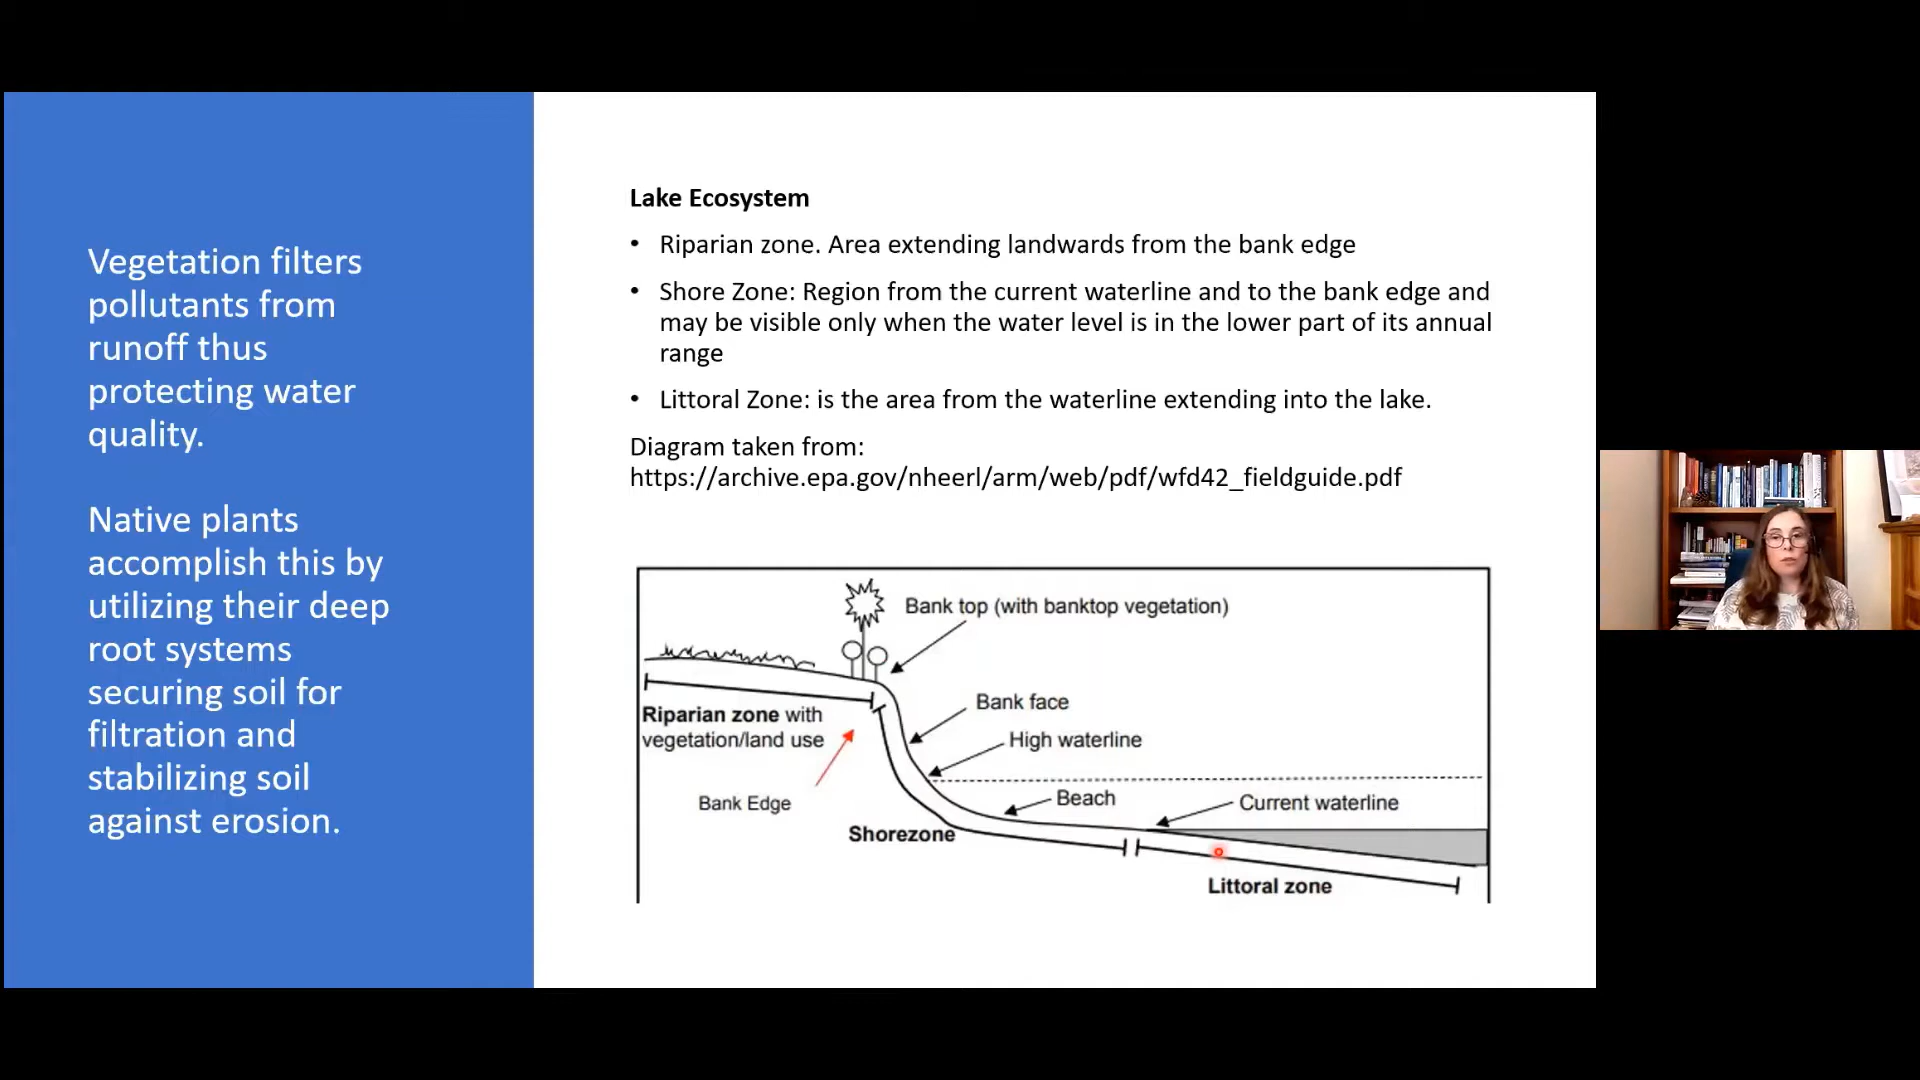 Vegetation filters
pollutants from
runoff thus
protecting water
quality.
Native plants
accomplish this by
utilizing their deep
root systems
securing soil for
filtration and
stabilizing soil
against erosion.
Lake Ecosystem
• Riparian zone. Area extending landwards from the bank edge
• Shore Zone: Region from the current waterline and to the bank edge and
may be visible only when the water level is in the lower part of its annual
range
• Littoral Zone: is the area from the waterline extending into the lake.
Diagram taken from:
https://archive.epa.gov/nheerl/arm/web/pdf/wfd42_fieldguide.pdf
Bank top (with banktop vegetation)
Bank face
Riparian zone with
vegetation/land use
High waterline
Bank Edge
Beach
Current waterline
Shorezone
Littoral zone